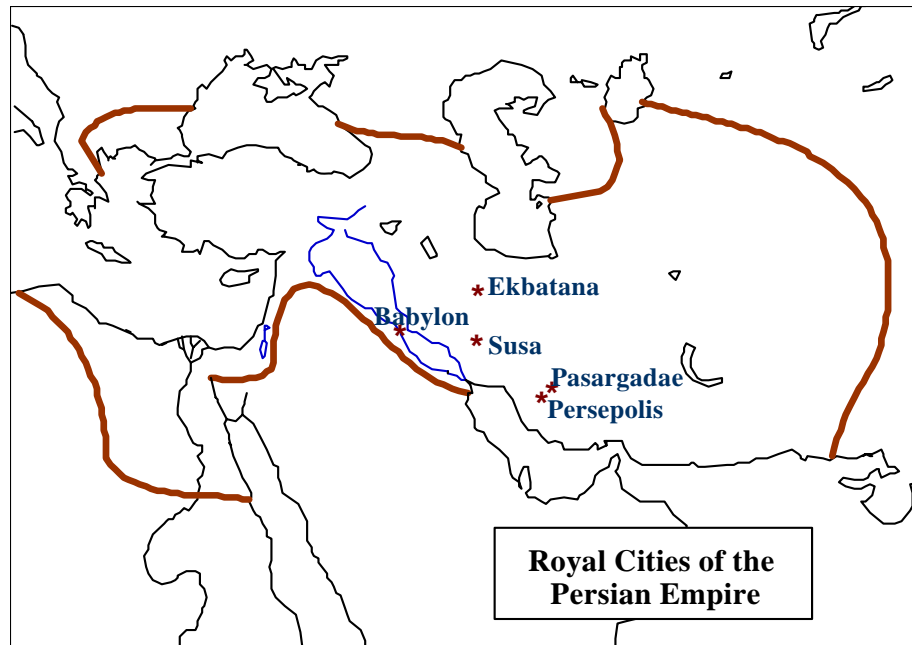 Ekbatana
Babylon
Susa
Pasargadae
Persepolis
Royal Cities of the
Persian Empire